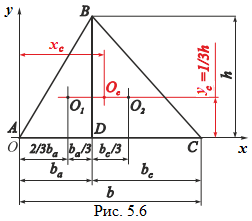 y
B
x_c
y_c=1/3h
h
O_c
O_1
O_2
A
D
C
O
x
2/3b_a
b_a/3
b_c/3
b_a
b_c
b
Рис. 5.6